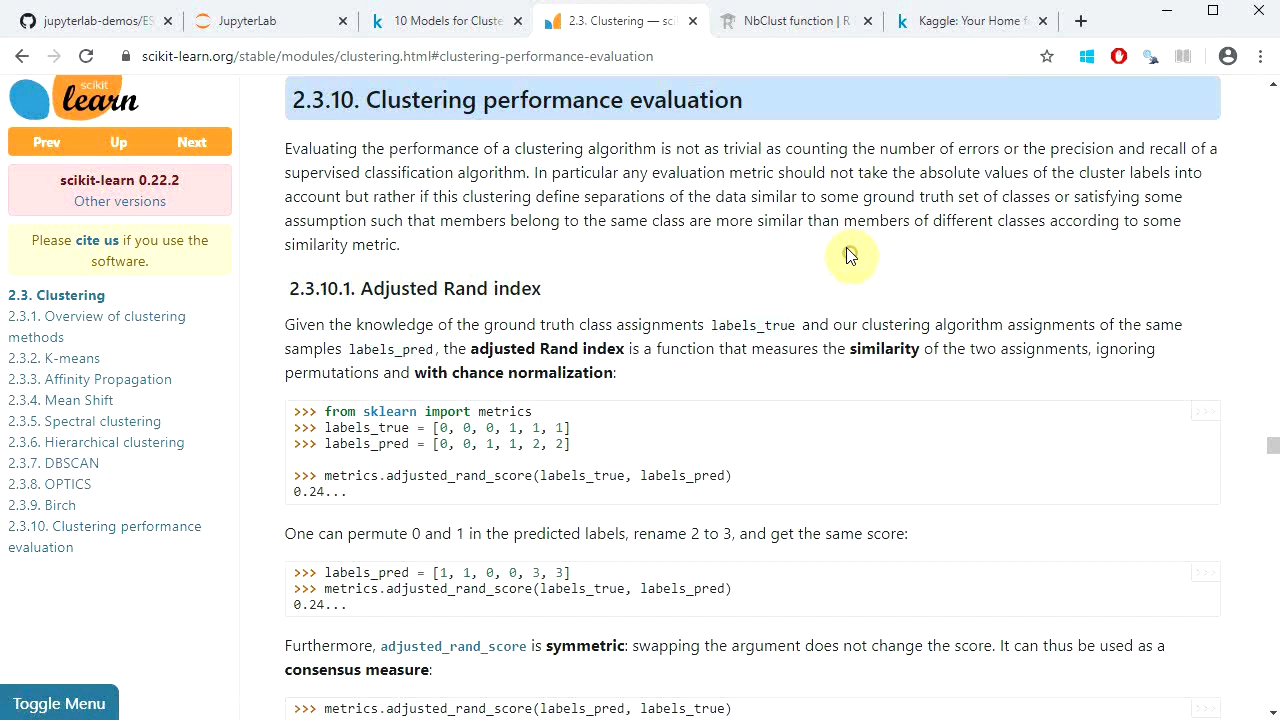 jupyterlab-demos/ES
JupyterLab
10 Models for Cluste
2.3. Clustering — sci
NbClust function | R
Kaggle: Your Home f
scikit-learn.org/stable/modules/clustering.html#clustering-performance-evaluation
scikit
learn
Prev Up Next
scikit-learn 0.22.2
Other versions
Please cite us if you use the
software.
2.3. Clustering
2.3.1. Overview of clustering
methods
2.3.2. K-means
2.3.3. Affinity Propagation
2.3.4. Mean Shift
2.3.5. Spectral clustering
2.3.6. Hierarchical clustering
2.3.7. DBSCAN
2.3.8. OPTICS
2.3.9. Birch
2.3.10. Clustering performance
evaluation
Toggle Menu
2.3.10. Clustering performance evaluation
Evaluating the performance of a clustering algorithm is not as trivial as counting the number of errors or the precision and recall of a
supervised classification algorithm. In particular any evaluation metric should not take the absolute values of the cluster labels into
account but rather if this clustering define separations of the data similar to some ground truth set of classes or satisfying some
assumption such that members belong to the same class are more similar than members of different classes according to some
similarity metric.
2.3.10.1. Adjusted Rand index
Given the knowledge of the ground truth class assignments labels_true and our clustering algorithm assignments of the same
samples labels_pred, the adjusted Rand index is a function that measures the similarity of the two assignments, ignoring
permutations and with chance normalization:
>>> from sklearn import metrics
>>>
>>> labels_true = [0, 0, 0, 1, 1, 1]
>>> labels_pred = [0, 0, 1, 1, 2, 2]
>>> metrics.adjusted_rand_score(labels_true, labels_pred)
0.24...
One can permute 0 and 1 in the predicted labels, rename 2 to 3, and get the same score:
>>> labels_pred = [1, 1, 0, 0, 3, 3]
>>>
>>> metrics.adjusted_rand_score(labels_true, labels_pred)
0.24...
Furthermore, adjusted_rand_score is symmetric: swapping the argument does not change the score. It can thus be used as a
consensus measure:
>>> metrics.adjusted_rand_score(labels_pred, labels_true)
>>>